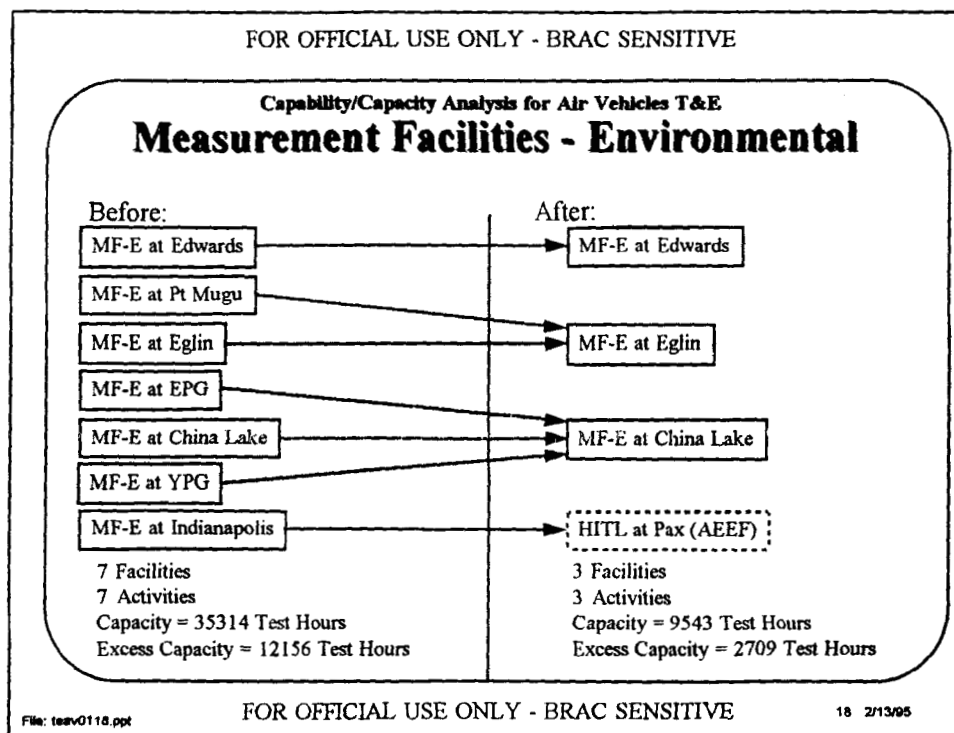 FOR OFFICIAL USE ONLY - BRAC SENSITIVE
Capability/Capacity Analysis for Air Vehicles T&E
Measurement Facilities - Environmental
Before:
MF-E at Edwards
MF-E at Pt Mugu
MF-E at Eglin
MF-E at EPG
MF-E at China Lake
MF-E at YPG
MF-E at Indianapolis
7 Facilities
7 Activities
Capacity = 35314 Test Hours
Excess Capacity = 12156 Test Hours
After:
MF-E at Edwards
MF-E at Eglin
MF-E at China Lake
HITL at Pax (AEEF)
3 Facilities
3 Activities
Capacity = 9543 Test Hours
Excess Capacity = 2709 Test Hours
File: teav0118.ppt
FOR OFFICIAL USE ONLY - BRAC SENSITIVE
18 2/13/95